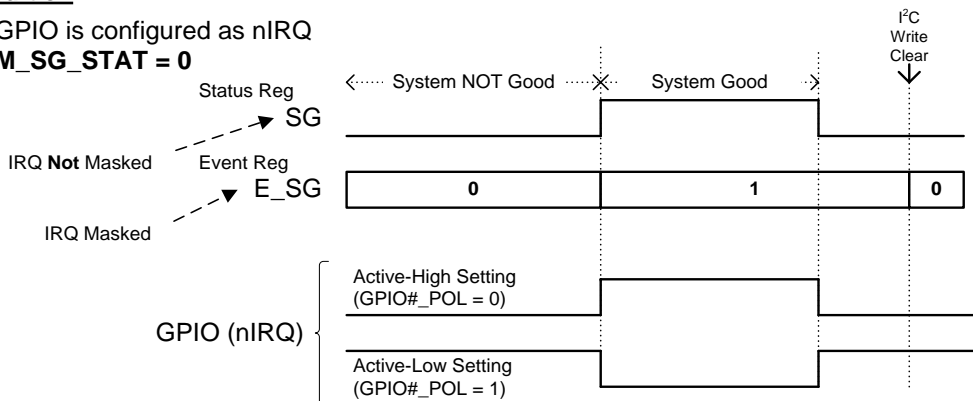 GPIO is configured as nIRQ
M_SG_STAT = 0
I²C
Write
Clear
System NOT Good
System Good
Status Reg
SG
IRQ Not Masked
Event Reg
E_SG
0
1
0
IRQ Masked
Active-High Setting
(GPIO#_POL = 0)
GPIO (nIRQ)
Active-Low Setting
(GPIO#_POL = 1)